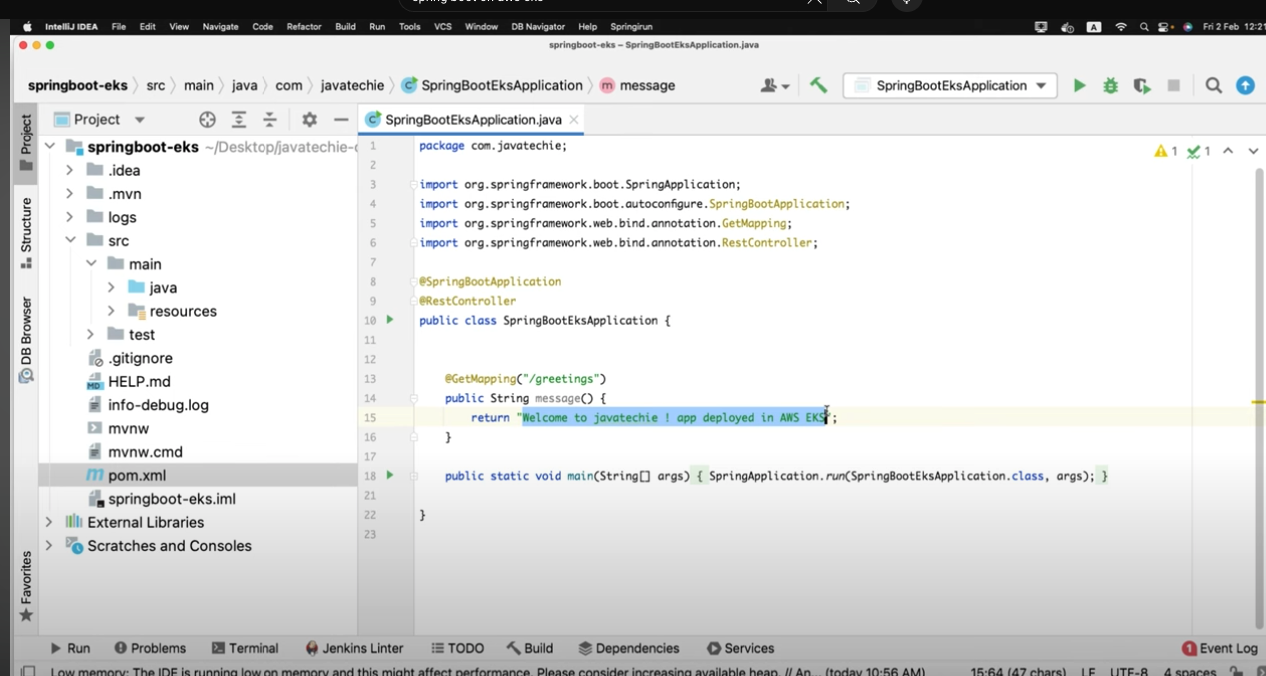 spring boot on aws eks
IntelliJ IDEA File Edit View Navigate Code Refactor Build Run Tools VCS Window DB Navigator Help Springirun A Fri 2 Feb 12:21
springboot-eks – SpringBootEksApplication.java
springboot-eks src main java com javatechie SpringBootEksApplication message SpringBootEksApplication
Project SpringBootEksApplication.java
Project
Structure
DB Browser
Favorites
springboot-eks ~/Desktop/javatechie-
.idea
.mvn
logs
src
main
java
resources
test
.gitignore
HELP.md
info-debug.log
mvnw
mvnw.cmd
pom.xml
springboot-eks.iml
External Libraries
Scratches and Consoles
1 package com.javatechie;
2
3 import org.springframework.boot.SpringApplication;
4 import org.springframework.boot.autoconfigure.SpringBootApplication;
5 import org.springframework.web.bind.annotation.GetMapping;
6 import org.springframework.web.bind.annotation.RestController;
7
8 @SpringBootApplication
9 @RestController
10 public class SpringBootEksApplication {
11
12
13 @GetMapping("/greetings")
14 public String message() {
15 return "Welcome to javatechie ! app deployed in AWS EKS";
16 }
17
18 public static void main(String[] args) { SpringApplication.run(SpringBootEksApplication.class, args); }
21
22 }
23
1 1
Run Problems Terminal Jenkins Linter TODO Build Dependencies Services 1 Event Log
Low memory: The IDE is running low on memory and this might affect performance. Please consider increasing available heap. // An... (today 10:56 AM) 15:64 (47 chars) LF UTF-8 4 spaces